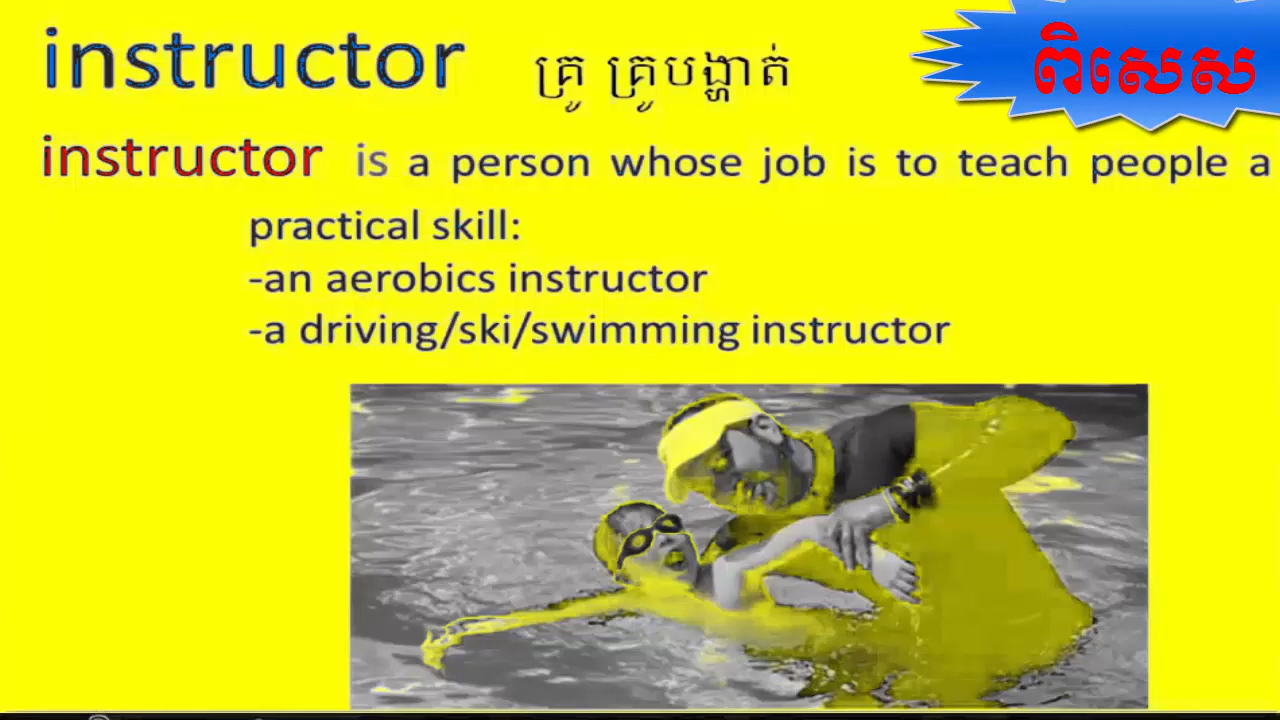 instructor គ្រូ គ្រូបង្ហាត់
ពិសេស
instructor is a person whose job is to teach people a
practical skill:
-an aerobics instructor
-a driving/ski/swimming instructor